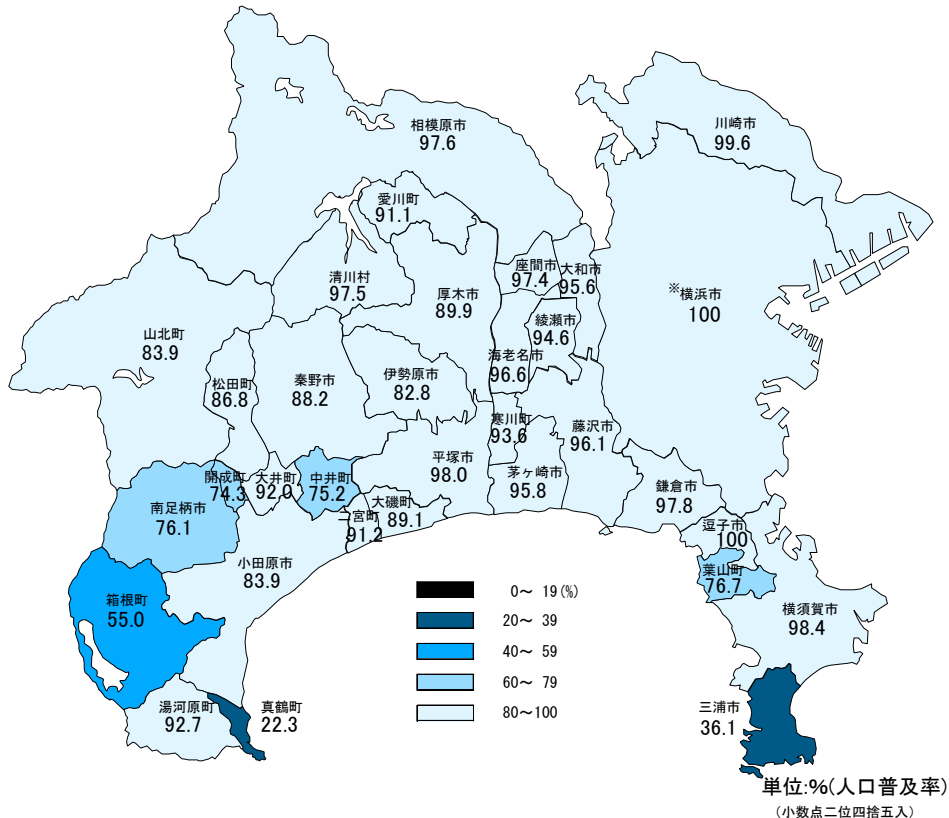 相模原市
97.6
川崎市
99.6
愛川町
91.1
清川村
97.5
厚木市
89.9
座間市
97.4
大和市
95.6
※横浜市
100
綾瀬市
94.6
海老名市
96.6
山北町
83.9
松田町
86.8
秦野市
88.2
伊勢原市
82.8
寒川町
93.6
藤沢市
96.1
平塚市
98.0
茅ヶ崎市
95.8
鎌倉市
97.8
開成町
74.3
大井町
92.0
中井町
75.2
南足柄市
76.1
二宮町
91.2
大磯町
89.1
逗子市
100
葉山町
76.7
小田原市
83.9
箱根町
55.0
横須賀市
98.4
湯河原町
92.7
真鶴町
22.3
三浦市
36.1
0～ 19(%)
20～ 39
40～ 59
60～ 79
80～100
単位:%(人口普及率)
(小数点二位四捨五入)